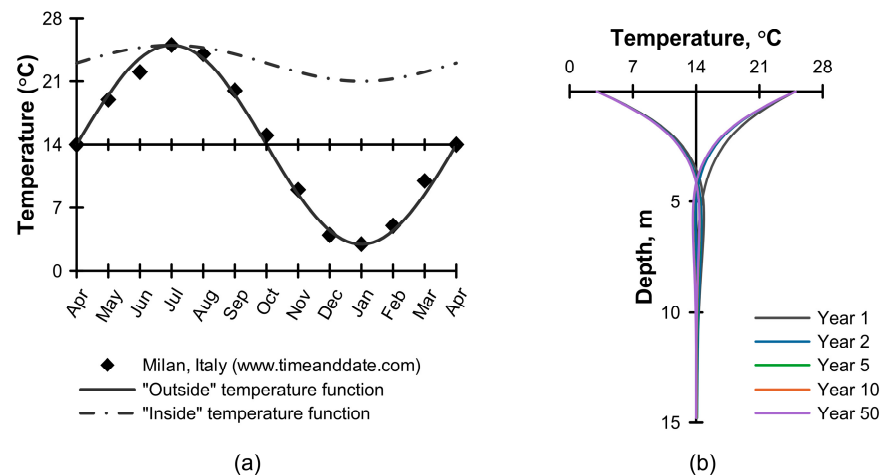 28
21
14
7
0
Temperature (°C)
Apr
May
Jun
Jul
Aug
Sep
Oct
Nov
Dec
Jan
Feb
Mar
Apr
Milan, Italy (www.timeanddate.com)
"Outside" temperature function
"Inside" temperature function
(a)
Temperature, °C
0 7 14 21 28
5
10
15
Depth, m
Year 1
Year 2
Year 5
Year 10
Year 50
(b)